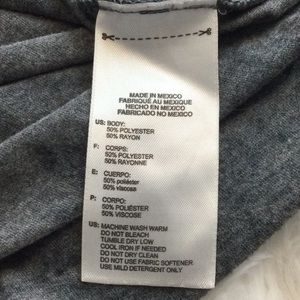 MADE IN MEXICO
FABRIQUÉ AU MEXIQUE
HECHO EN MEXICO
FABRICADO NO MEXICO
US: BODY:
50% POLYESTER
50% RAYON
F: CORPS:
50% POLYESTER
50% RAYONNE
E: CUERPO:
50% poliéster
50% viscose
P: CORPO:
50% POLIÉSTER
50% VISCOSE
US: MACHINE WASH WARM
DO NOT BLEACH
TUMBLE DRY LOW
COOL IRON IF NEEDED
DO NOT DRY CLEAN
DO NOT USE FABRIC SOFTENER
USE MILD DETERGENT ONLY